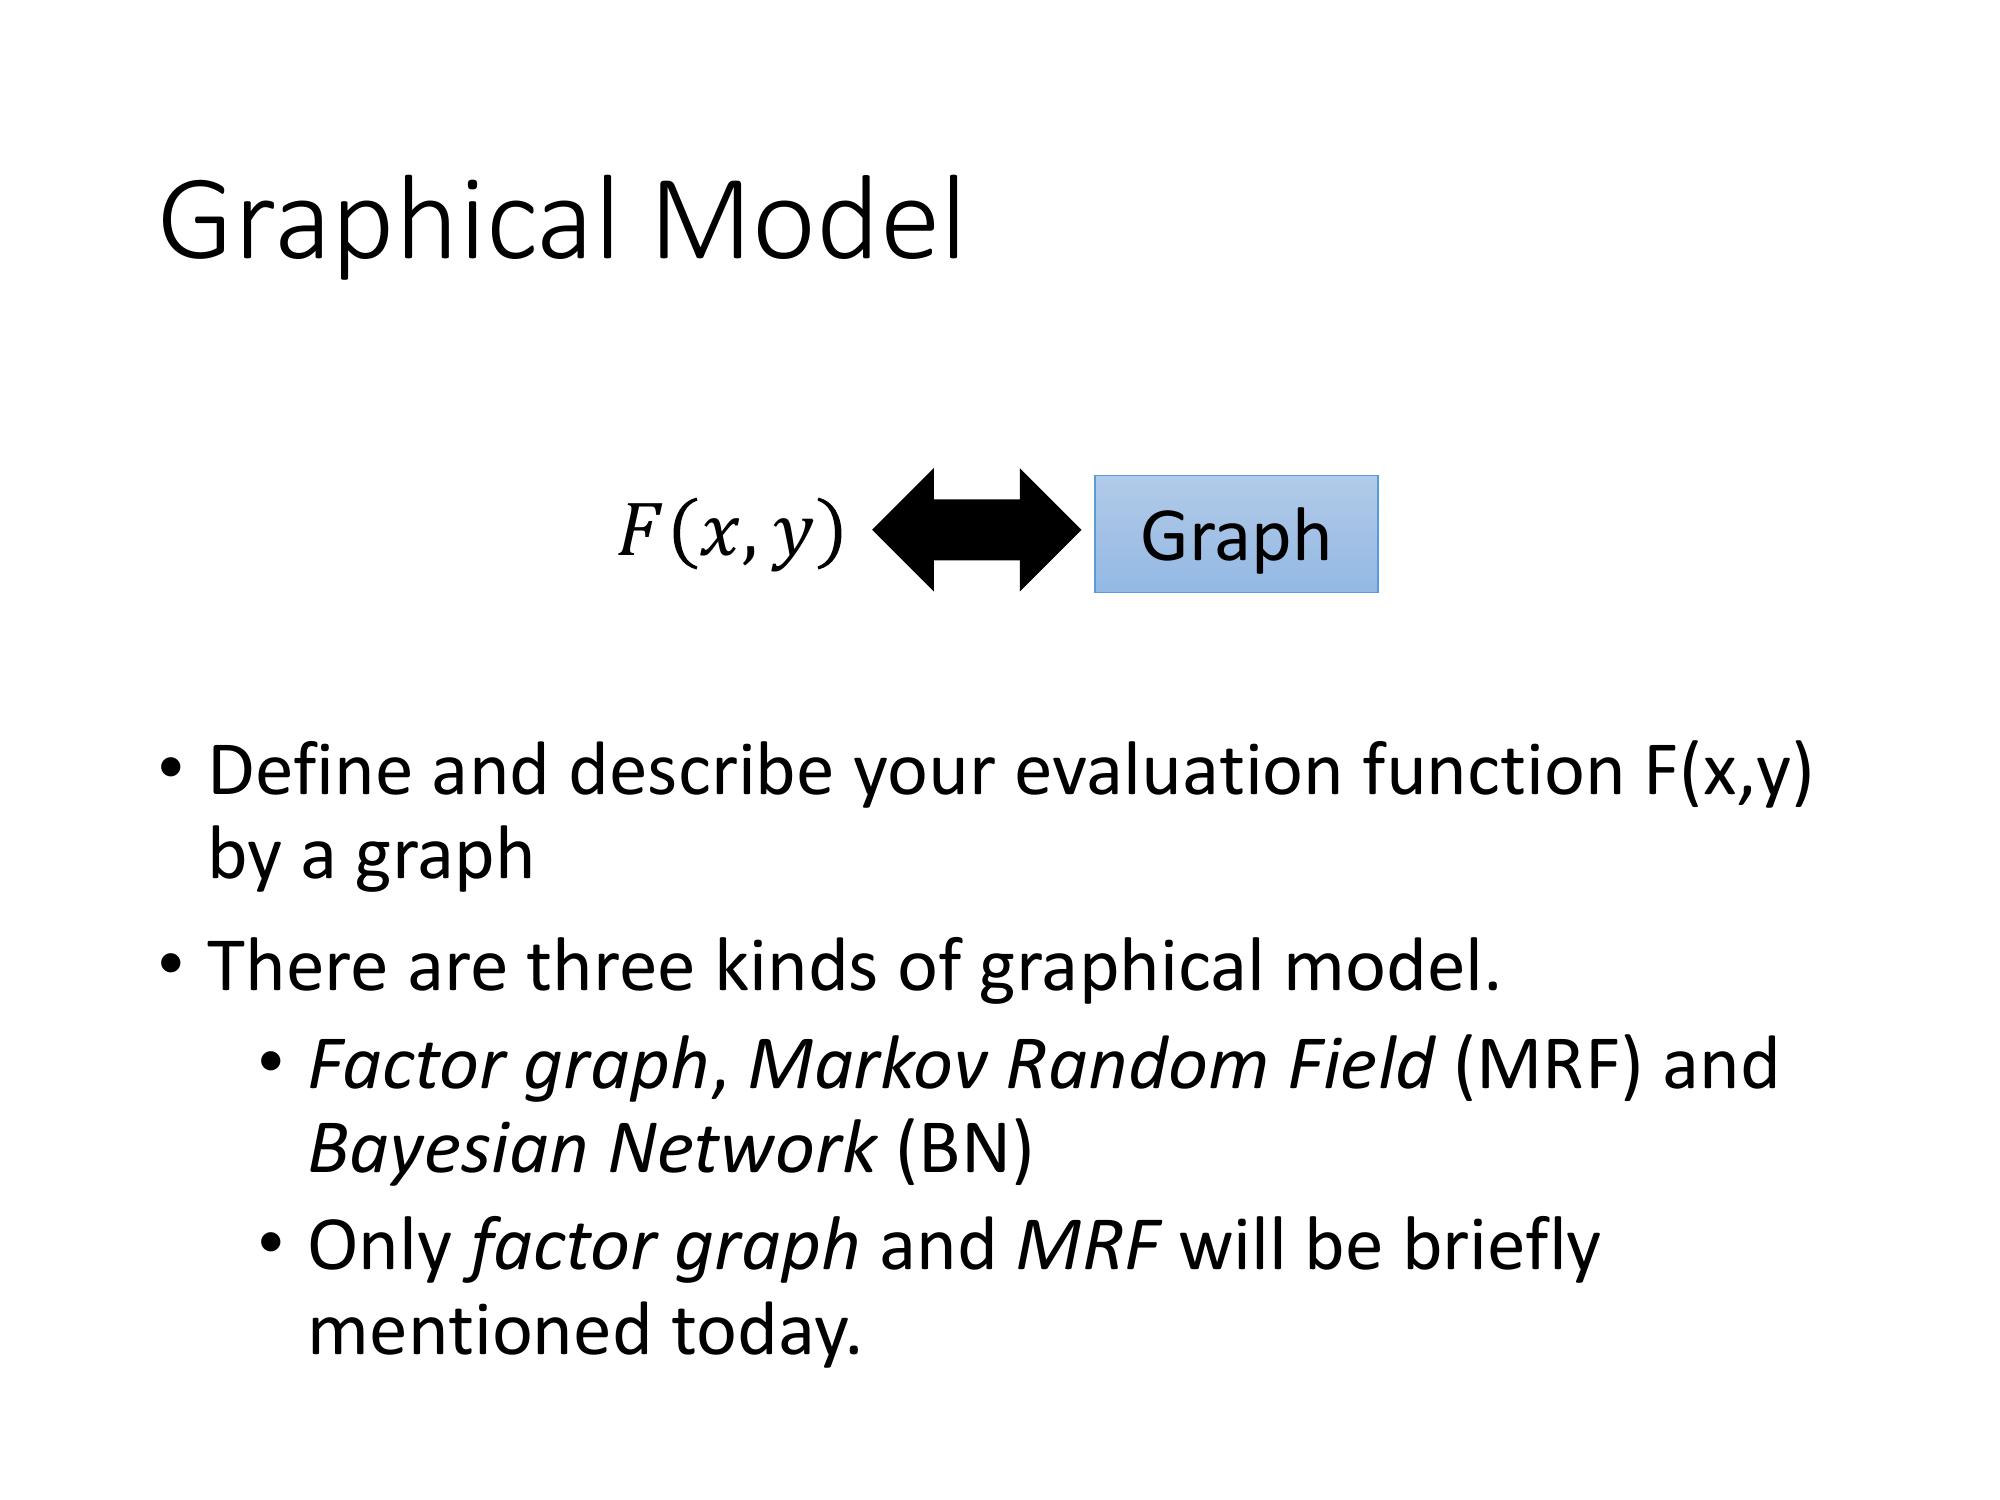 Graphical Model
F(x, y) Graph
• Define and describe your evaluation function F(x,y)
by a graph
• There are three kinds of graphical model.
• Factor graph, Markov Random Field (MRF) and
Bayesian Network (BN)
• Only factor graph and MRF will be briefly
mentioned today.